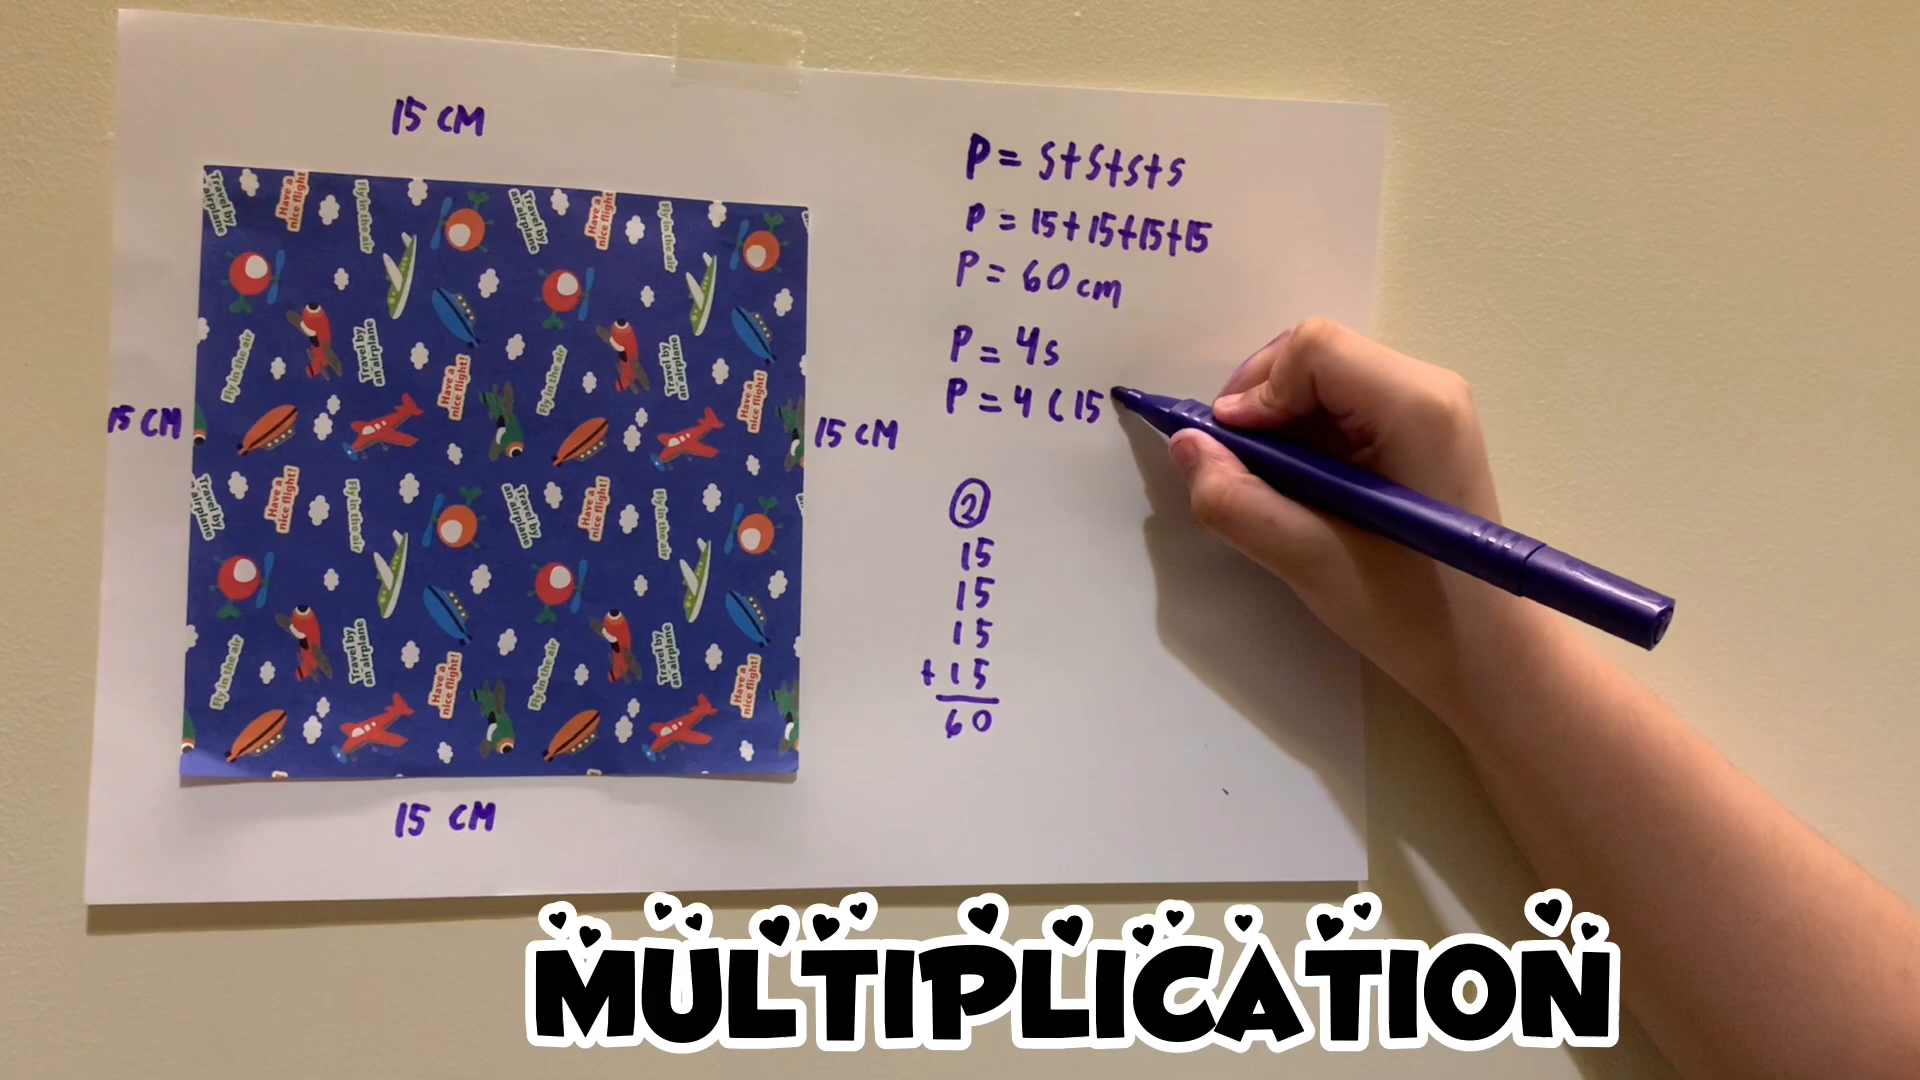 15 CM
15 CM
15 CM
15 CM
Travel by an airplane
Have a nice flight!
Fly in the air
P = s+s+s+s
P = 15+15+15+15
P = 60 cm
P = 4s
P = 4 (15
2
15
15
15
+ 15
60
MULTIPLICATION